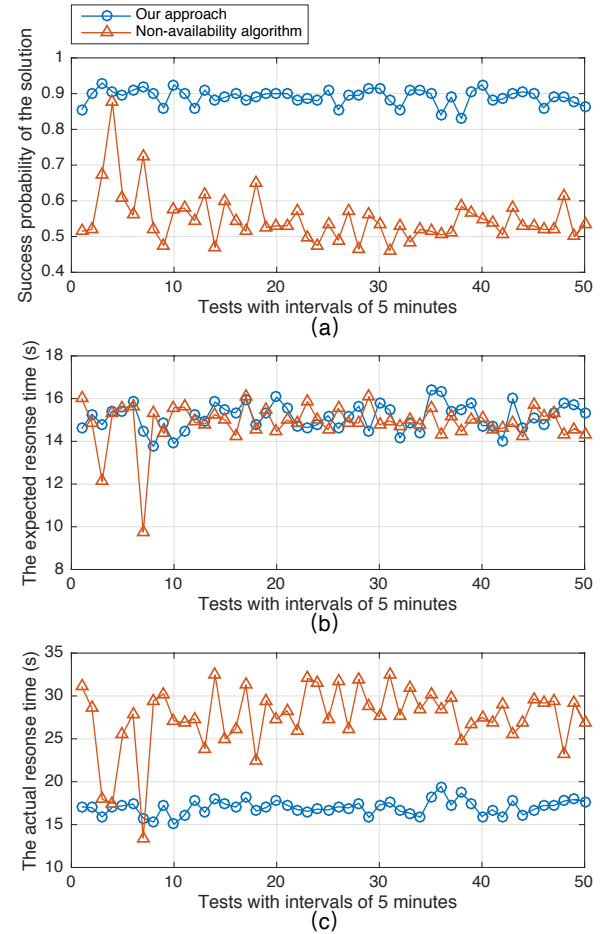 Our approach
Non-availability algorithm
Success probability of the solution
1
0.9
0.8
0.7
0.6
0.5
0.4
0 10 20 30 40 50
Tests with intervals of 5 minutes
(a)
The expected resonse time (s)
18
16
14
12
10
8
0 10 20 30 40 50
Tests with intervals of 5 minutes
(b)
The actual resonse time (s)
35
30
25
20
15
10
0 10 20 30 40 50
Tests with intervals of 5 minutes
(c)